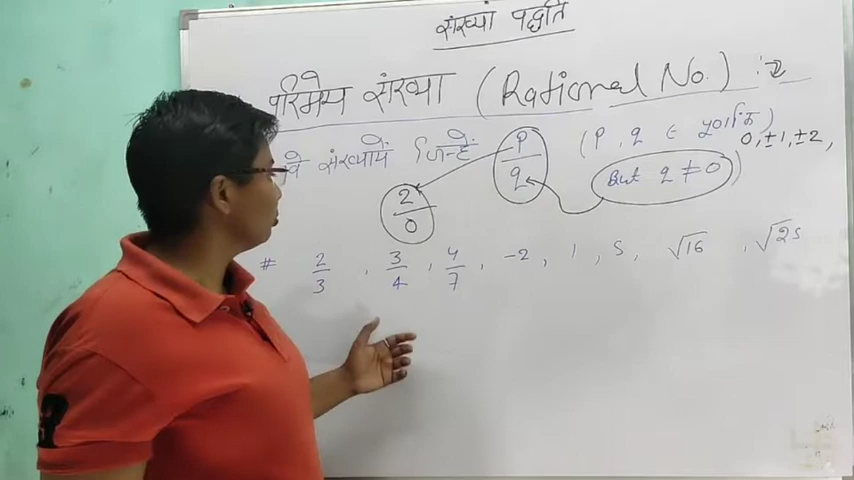 संख्यां पद्धति
परिमेय संख्या (Rational No.) :-
वे संख्यायें जिन्हें p/q (p, q ∈ पूर्णांक)
0, ±1, ±2,
But q ≠ 0)
2/0
# 2/3, 3/4, 4/7, -2, 1, 5, √16, √25